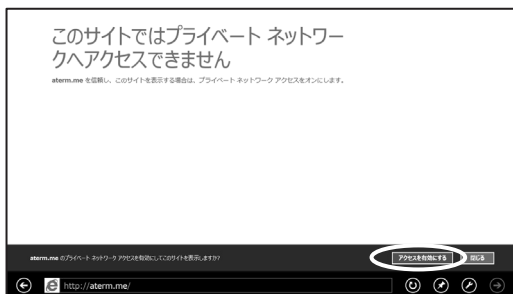 このサイトではプライベート ネットワー
クへアクセスできません
aterm.me を信頼し、このサイトを表示する場合は、プライベート ネットワーク アクセスをオンにします。
aterm.me のプライベート ネットワーク アクセスを有効にしてこのサイトを表示しますか?
アクセスを有効にする
閉じる
http://aterm.me/